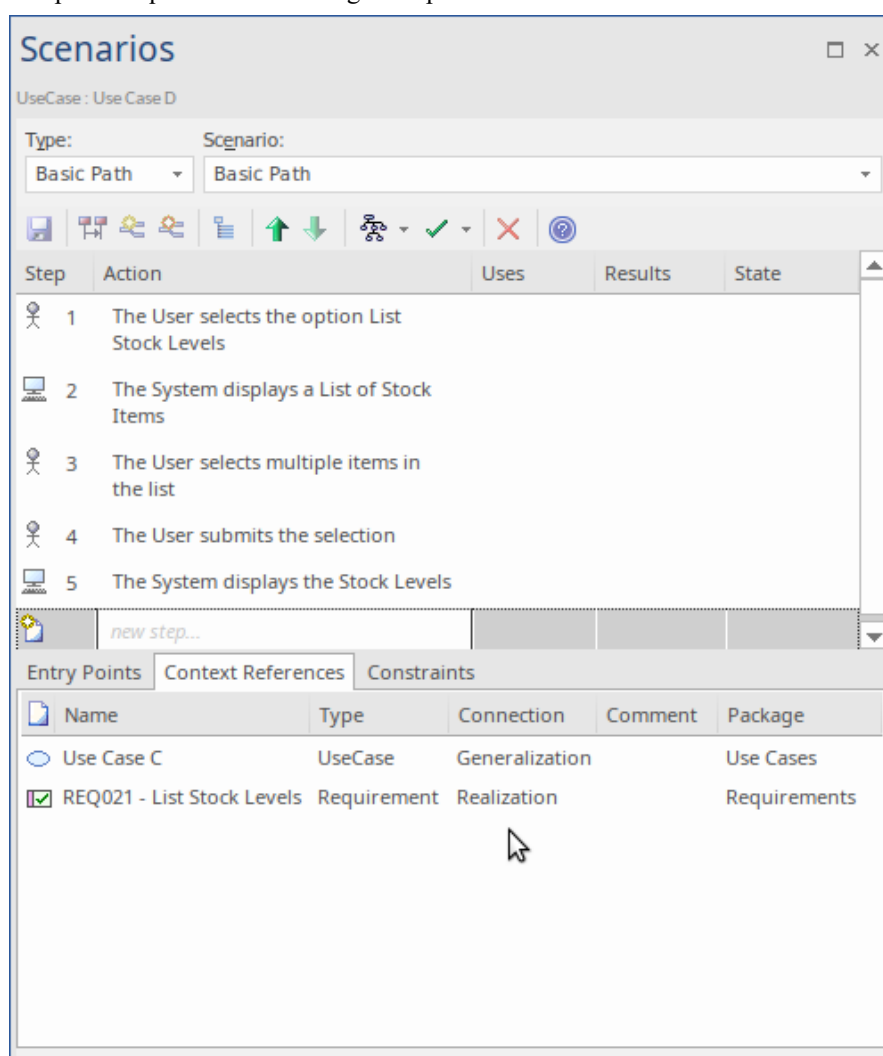 Scenarios
UseCase : Use Case D
Type: Scenario:
Basic Path Basic Path
Step Action Uses Results State
1 The User selects the option List
Stock Levels
2 The System displays a List of Stock
Items
3 The User selects multiple items in
the list
4 The User submits the selection
5 The System displays the Stock Levels
new step...
Entry Points Context References Constraints
Name Type Connection Comment Package
Use Case C UseCase Generalization Use Cases
REQ021 - List Stock Levels Requirement Realization Requirements